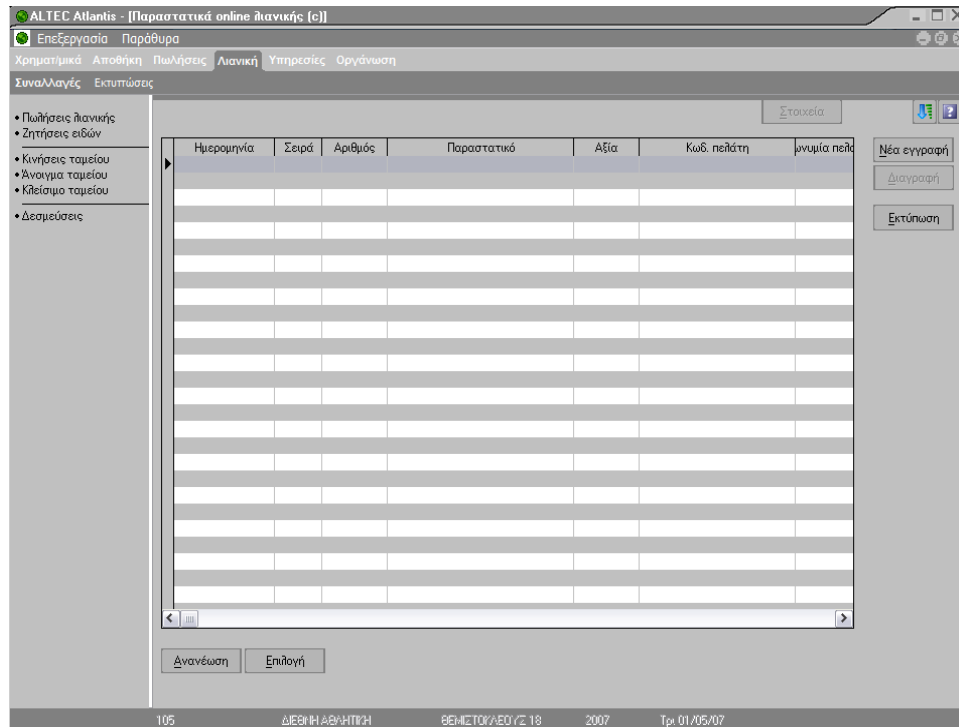 ALTEC Atlantis - [Παραστατικά online λιανικής (c)]
Επεξεργασία Παράθυρα
Χρηματ/μικά Αποθήκη Πωλήσεις Λιανική Υπηρεσίες Οργάνωση
Συναλλαγές Εκτυπώσεις
Στοιχεία
• Πωλήσεις λιανικής
• Ζητήσεις ειδών
• Κινήσεις ταμείου
• Άνοιγμα ταμείου
• Κλείσιμο ταμείου
• Δεσμεύσεις
Ημερομηνία Σειρά Αριθμός Παραστατικό Αξία Κωδ. πελάτη ωνυμία πελά
Νέα εγγραφή
Διαγραφή
Εκτύπωση
Ανανέωση Επιλογή
105 ΔΙΕΘΝΗ ΑΘΛΗΤΙΚΗ ΘΕΜΙΣΤΟΚΛΕΟΥΣ 18 2007 Τρι 01/05/07